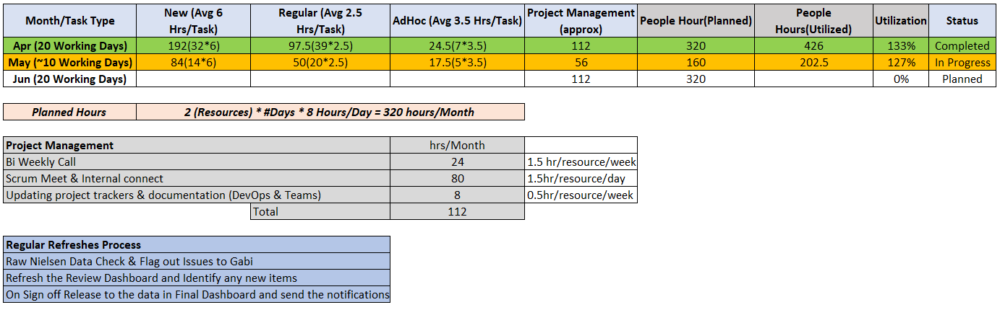 Month/Task Type New (Avg 6 Hrs/Task) Regular (Avg 2.5 Hrs/Task) AdHoc (Avg 3.5 Hrs/Task) Project Management (approx) People Hour(Planned) People Hours(Utilized) Utilization Status
Apr (20 Working Days) 192(32*6) 97.5(39*2.5) 24.5(7*3.5) 112 320 426 133% Completed
May (~10 Working Days) 84(14*6) 50(20*2.5) 17.5(5*3.5) 56 160 202.5 127% In Progress
Jun (20 Working Days) 112 320 0% Planned
Planned Hours 2 (Resources) * #Days * 8 Hours/Day = 320 hours/Month
Project Management hrs/Month
Bi Weekly Call 24 1.5 hr/resource/week
Scrum Meet & Internal connect 80 1.5hr/resource/day
Updating project trackers & documentation (DevOps & Teams) 8 0.5hr/resource/week
Total 112
Regular Refreshes Process
Raw Nielsen Data Check & Flag out Issues to Gabi
Refresh the Review Dashboard and Identify any new items
On Sign off Release to the data in Final Dashboard and send the notifications